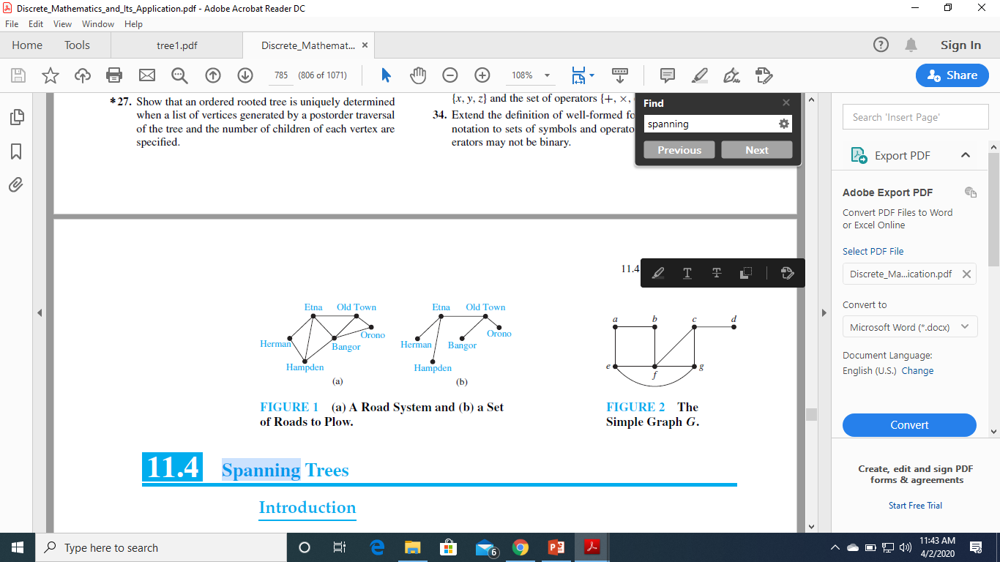 Discrete_Mathematics_and_Its_Application.pdf - Adobe Acrobat Reader DC
File Edit View Window Help
Home Tools tree1.pdf Discrete_Mathemat... × Sign In
785 (806 of 1071) 108% Share
*27. Show that an ordered rooted tree is uniquely determined
when a list of vertices generated by a postorder traversal
of the tree and the number of children of each vertex are
specified.
{x, y, z} and the set of operators {+, ×,
34. Extend the definition of well-formed fo
notation to sets of symbols and operato
erators may not be binary.
Find
spanning
Previous Next
11.4
Etna Old Town
Herman Bangor Orono
Hampden
(a)
Etna Old Town
Herman Bangor Orono
Hampden
(b)
FIGURE 1 (a) A Road System and (b) a Set
of Roads to Plow.
a b c d
e f g
FIGURE 2 The
Simple Graph G.
11.4 Spanning Trees
Introduction
Search 'Insert Page'
Export PDF
Adobe Export PDF
Convert PDF Files to Word
or Excel Online
Select PDF File
Discrete_Ma...ication.pdf
Convert to
Microsoft Word (*.docx)
Document Language:
English (U.S.) Change
Convert
Create, edit and sign PDF
forms & agreements
Start Free Trial
Type here to search
6
11:43 AM
4/2/2020